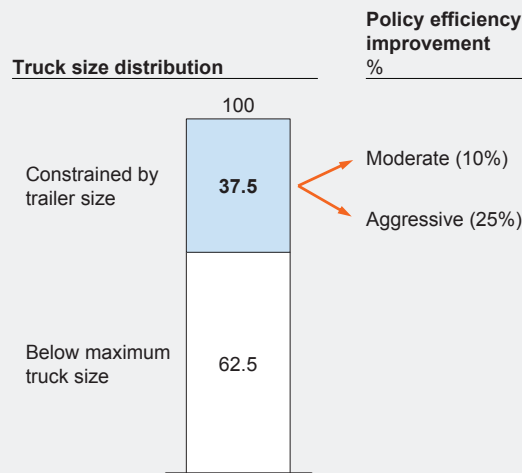 Policy efficiency
improvement
%
Truck size distribution
100
Constrained by
trailer size
37.5
Moderate (10%)
Aggressive (25%)
Below maximum
truck size
62.5